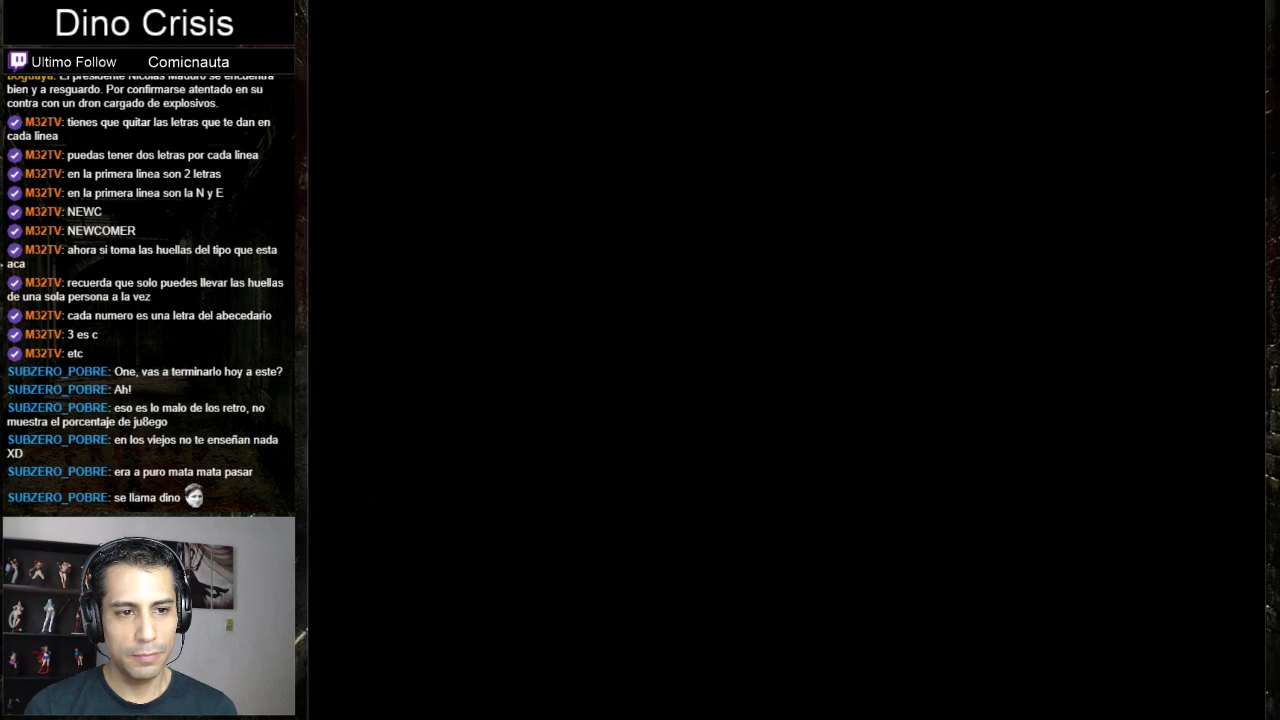 Dino Crisis
Ultimo Follow Comicnauta
Boguaya: El presidente Nicolas Maduro se encuentra
bien y a resguardo. Por confirmarse atentado en su
contra con un dron cargado de explosivos.
M32TV: tienes que quitar las letras que te dan en
cada linea
M32TV: puedas tener dos letras por cada linea
M32TV: en la primera linea son 2 letras
M32TV: en la primera linea son la N y E
M32TV: NEWC
M32TV: NEWCOMER
M32TV: ahora si toma las huellas del tipo que esta
aca
M32TV: recuerda que solo puedes llevar las huellas
de una sola persona a la vez
M32TV: cada numero es una letra del abecedario
M32TV: 3 es c
M32TV: etc
SUBZERO_POBRE: One, vas a terminarlo hoy a este?
SUBZERO_POBRE: Ah!
SUBZERO_POBRE: eso es lo malo de los retro, no
muestra el porcentaje de ju8ego
SUBZERO_POBRE: en los viejos no te enseñan nada
XD
SUBZERO_POBRE: era a puro mata mata pasar
SUBZERO_POBRE: se llama dino